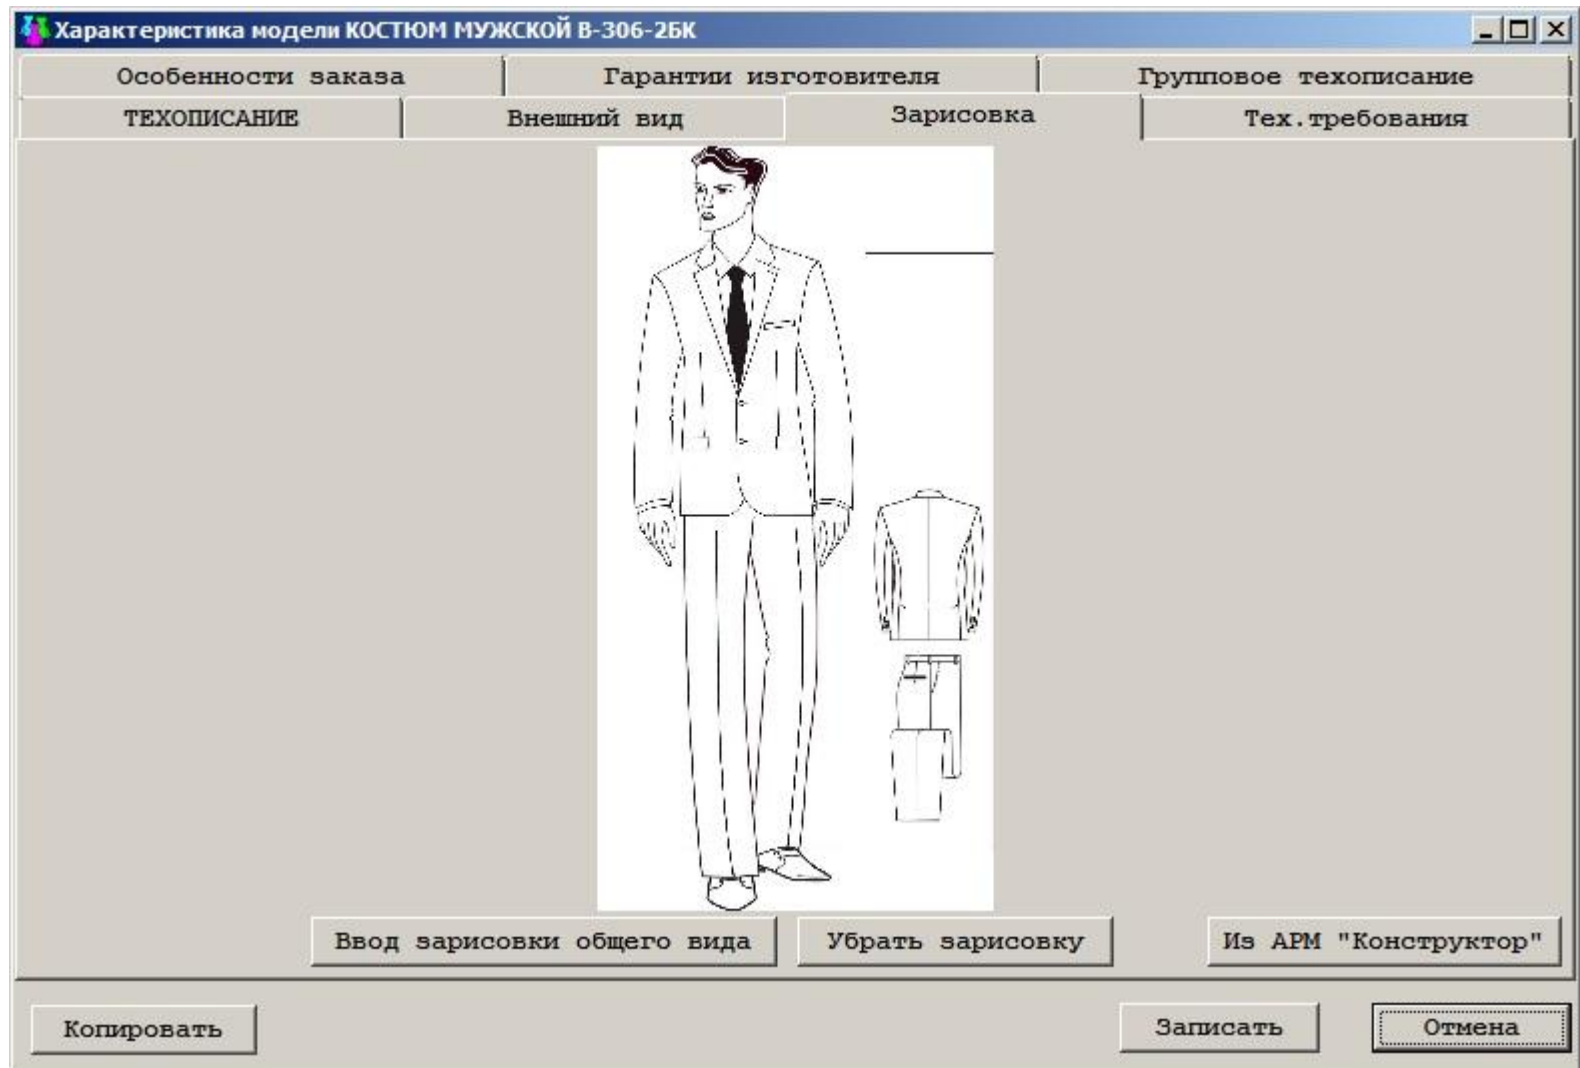 Характеристика модели КОСТЮМ МУЖСКОЙ В-306-2БК
Особенности заказа
Гарантии изготовителя
Групповое техописание
ТЕХОПИСАНИЕ
Внешний вид
Зарисовка
Тех.требования
Ввод зарисовки общего вида
Убрать зарисовку
Из АРМ "Конструктор"
Копировать
Записать
Отмена